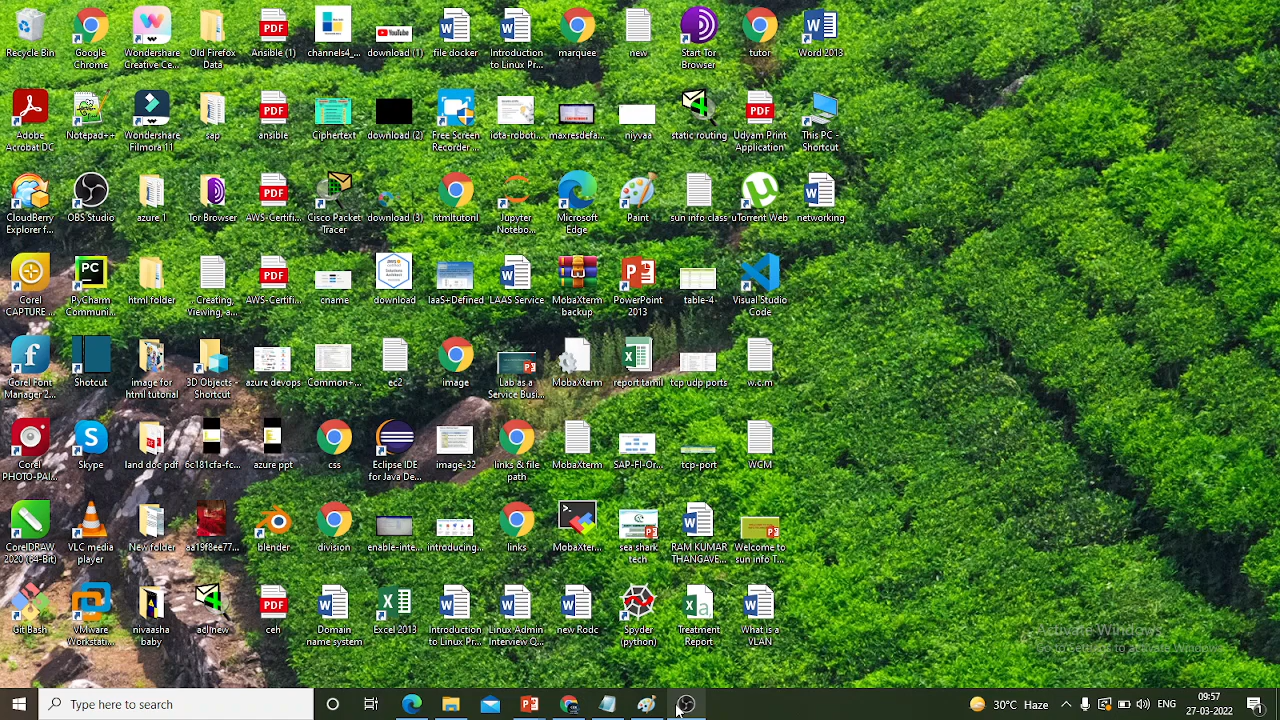 Recycle Bin
Google Chrome
Wondershare Creative Ce...
Old Firefox Data
Ansible (1)
channels4_...
download (1)
file docker
Introduction to Linux Pr...
marquee
new
Start Tor Browser
tutor
Word 2013
Adobe Acrobat DC
Notepad++
Wondershare Filmora 11
sap
ansible
Ciphertext
download (2)
Free Screen Recorder...
iota-roboti...
maxresdefa...
niyvaa
static routing
Udyam Print Application
This PC - Shortcut
CloudBerry Explorer f...
OBS Studio
azure_1
Tor Browser
AWS-Certifi...
Cisco Packet Tracer
download (3)
htmltutoril
Jupyter Notebo...
Microsoft Edge
Paint
sun info class
uTorrent Web
networking
Corel CAPTURE ...
PyCharm Communi...
html folder
Creating, Viewing, a...
AWS-Certifi...
cname
download
IaaS+Defined
LAAS Service
MobaXterm backup
PowerPoint 2013
table-4
Visual Studio Code
Corel Font Manager 2...
Shotcut
image for html tutorial
3D Objects - Shortcut
azure devops
Common+...
ec2
image
Lab as a Service Busi...
MobaXterm
report tamil
tcp udp ports
w.c.m
Corel PHOTO-PAI...
Skype
land doc pdf
6c181cfa-fc...
azure ppt
css
Eclipse IDE for Java De...
image-32
links & file path
MobaXterm
SAP-FI-Or...
tcp-port
WCM
CorelDRAW 2020 (64-Bit)
VLC media player
New folder
aa19f8ee77...
blender
division
enable-inte...
introducing...
links
MobaXter...
sea shark tech
RAM KUMAR THANGAVE...
Welcome to sun info T...
Git Bash
VMware Workstati...
nivaasha baby
acl new
ceh
Domain name system
Excel 2013
Introduction to Linux Pr...
Linux Admin Interview Q...
new Rodc
Spyder (python)
Treatment Report
What is a VLAN
Go to Settings to activate Windows.
Type here to search
25°C Haze
ENG
09:57
27-03-2023